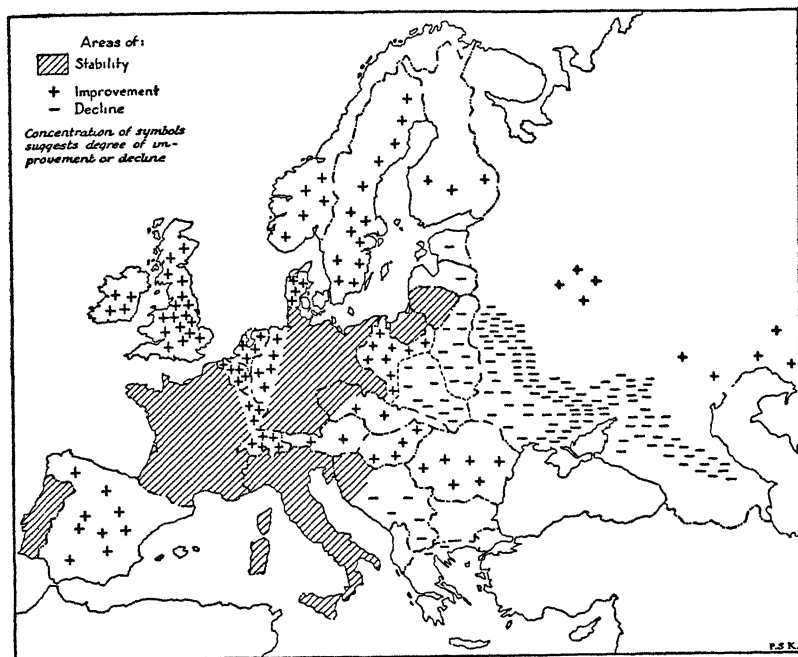 Areas of:
Stability
+ Improvement
- Decline
Concentration of symbols
suggests degree of im-
provement or decline
P.S K.